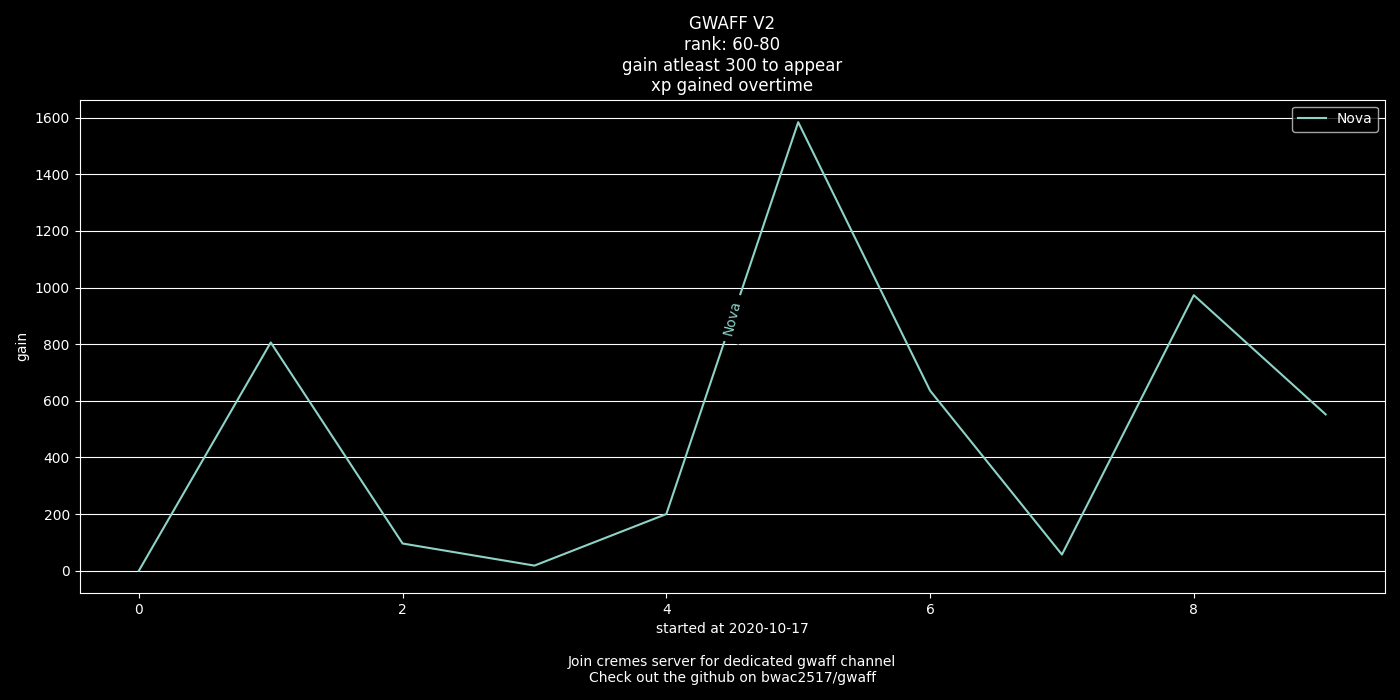 GWAFF V2
rank: 60-80
gain atleast 300 to appear
xp gained overtime
Nova
1600
1400
1200
1000
800
600
400
200
0
gain
Nova
0 2 4 6 8
started at 2020-10-17
Join cremes server for dedicated gwaff channel
Check out the github on bwac2517/gwaff